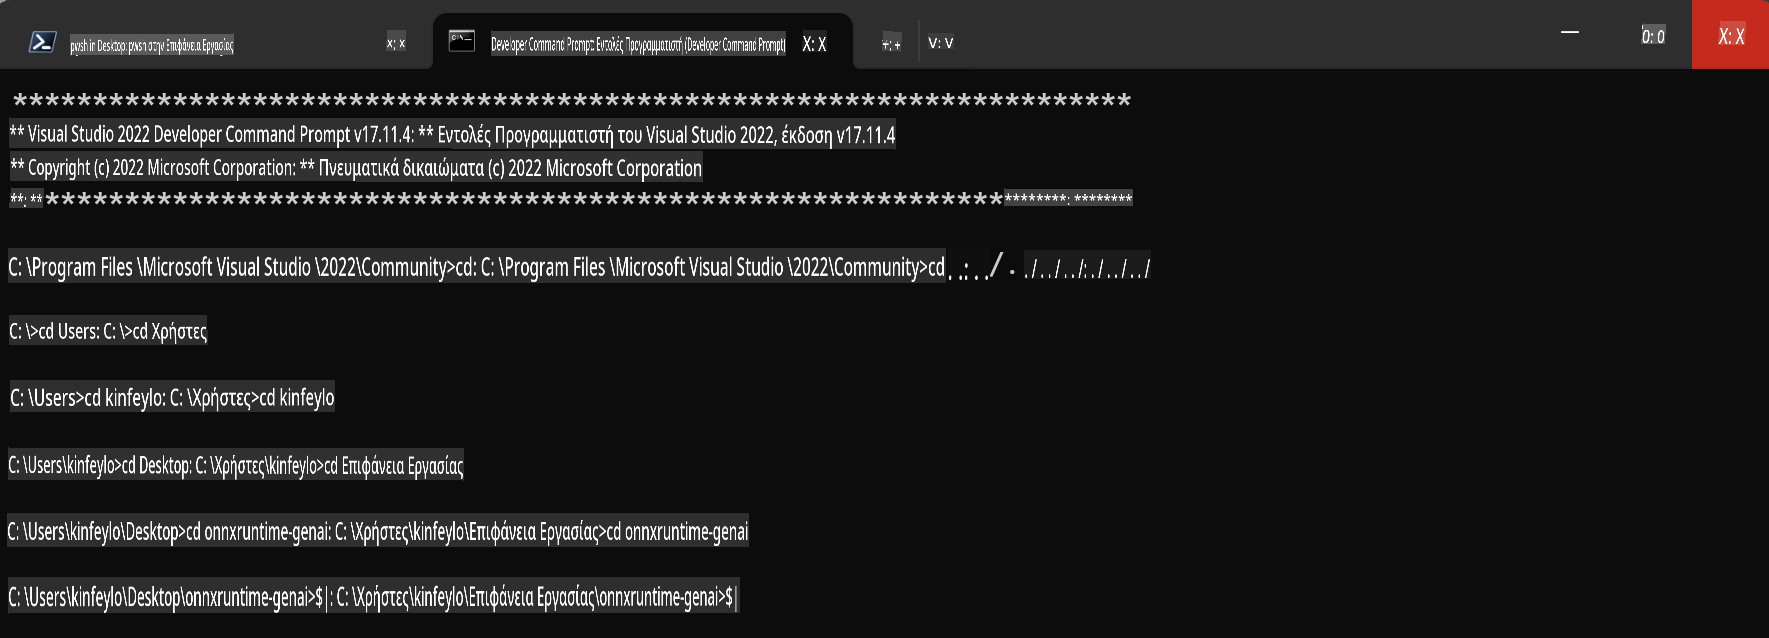 pwsh in Desktop: pwsh στην Επιφάνεια Εργασίας x: x Developer Command Prompt: Εντολές Προγραμματιστή (Developer Command Prompt) X: X +: + V: V — O: O X: X
**********************************************************************
** Visual Studio 2022 Developer Command Prompt v17.11.4: ** Εντολές Προγραμματιστή του Visual Studio 2022, έκδοση v17.11.4
** Copyright (c) 2022 Microsoft Corporation: ** Πνευματικά δικαιώματα (c) 2022 Microsoft Corporation
**: **************************************************************************: ********
C: \Program Files \Microsoft Visual Studio \2022\Community>cd: C: \Program Files \Microsoft Visual Studio \2022\Community>cd . .: . ./ . . / . . / . . /: . / . . / . . /
C: \>cd Users: C: \>cd Χρήστες
C: \Users>cd kinfeylo: C: \Χρήστες>cd kinfeylo
C: \Users\kinfeylo>cd Desktop: C: \Χρήστες\kinfeylo>cd Επιφάνεια Εργασίας
C: \Users\kinfeylo\Desktop>cd onnxruntime-genai: C: \Χρήστες\kinfeylo\Επιφάνεια Εργασίας>cd onnxruntime-genai
C: \Users\kinfeylo\Desktop\onnxruntime-genai>$|: C: \Χρήστες\kinfeylo\Επιφάνεια Εργασίας\onnxruntime-genai>$|